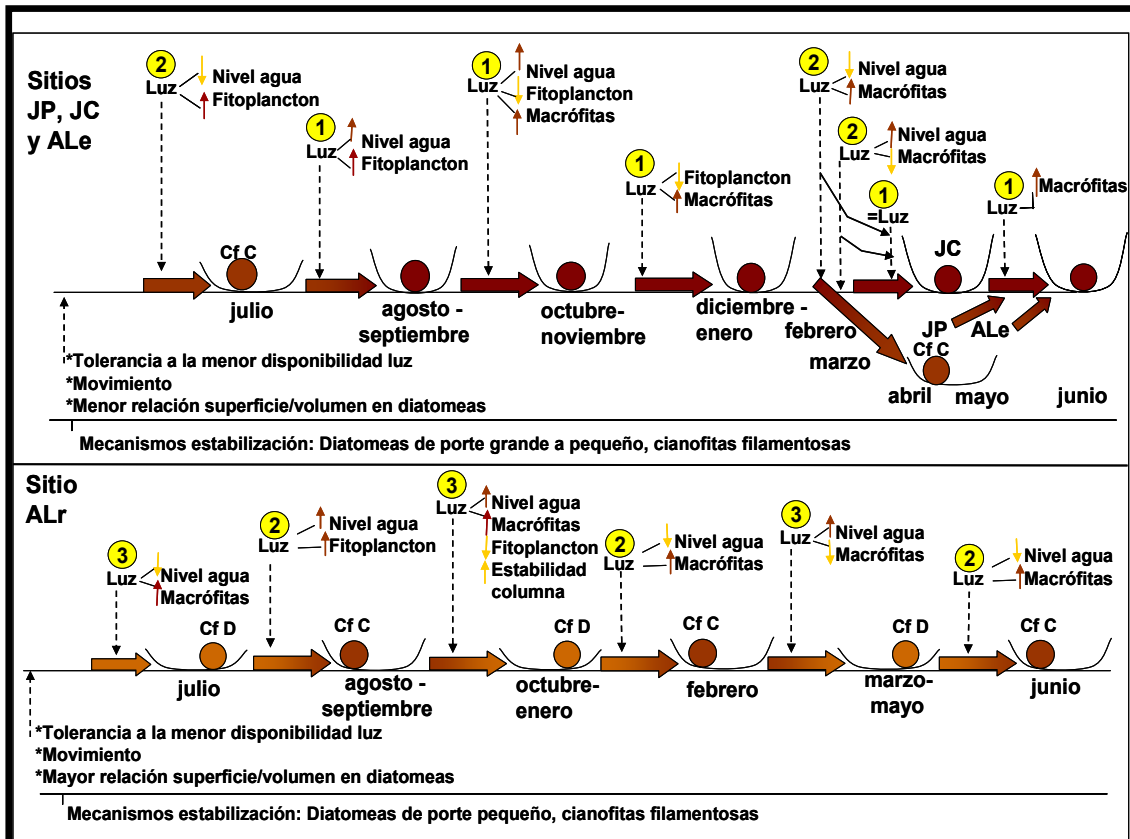 Sitios
JP, JC
y ALe
2
Luz
Nivel agua
Fitoplancton
1
Luz
Nivel agua
Fitoplancton
1
Luz
Nivel agua
Fitoplancton
Macrófitas
1
Luz
Fitoplancton
Macrófitas
2
Luz
Nivel agua
Macrófitas
2
Luz
Nivel agua
Macrófitas
1
=Luz
1
Luz
Macrófitas
Cf C
julio
agosto -
septiembre
octubre-
noviembre
diciembre -
enero
febrero
marzo
JC
JP
ALe
Cf C
abril
mayo
junio
*Tolerancia a la menor disponibilidad luz
*Movimiento
*Menor relación superficie/volumen en diatomeas
Mecanismos estabilización: Diatomeas de porte grande a pequeño, cianofitas filamentosas
Sitio
ALr
3
Luz
Nivel agua
Macrófitas
2
Luz
Nivel agua
Fitoplancton
3
Luz
Nivel agua
Macrófitas
Fitoplancton
Estabilidad
columna
2
Luz
Nivel agua
Macrófitas
3
Luz
Nivel agua
Macrófitas
2
Luz
Nivel agua
Macrófitas
Cf D
Cf C
Cf D
Cf C
Cf D
Cf C
julio
agosto -
septiembre
octubre-
enero
febrero
marzo-
mayo
junio
*Tolerancia a la menor disponibilidad luz
*Movimiento
*Mayor relación superficie/volumen en diatomeas
Mecanismos estabilización: Diatomeas de porte pequeño, cianofitas filamentosas